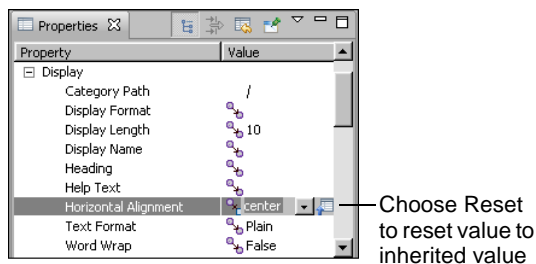 Properties
Property Value
Display
Category Path /
Display Format
Display Length 10
Display Name
Heading
Help Text
Horizontal Alignment center
Text Format Plain
Word Wrap False
Choose Reset
to reset value to
inherited value